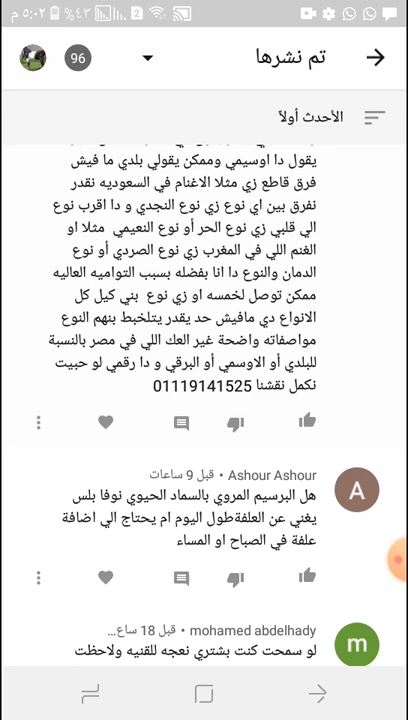 ٥:٠٢ م ٤٣٪ 2
تم نشرها
96
الأحدث أولاً
يقول دا اوسيمي وممكن يقولي بلدي ما فيش
فرق قاطع زي مثلا الاغنام في السعوديه نقدر
نفرق بين اي نوع زي نوع النجدي و دا اقرب نوع
الي قلبي زي نوع الحر أو نوع النعيمي مثلا او
الغنم اللي في المغرب زي نوع الصردي أو نوع
الدمان والنوع دا انا بفضله بسبب التواميه العاليه
ممكن توصل لخمسه او زي نوع بني كيل كل
الانواع دي مافيش حد يقدر يتلخبط بنهم النوع
مواصفاته واضحة غير العك اللي في مصر بالنسبة
للبلدي أو الاوسمي أو البرقي و دا رقمي لو حبيت
نكمل نقشنا 01119141525
Ashour Ashour • قبل 9 ساعات
A
هل البرسيم المروي بالسماد الحيوي نوفا بلس
يغني عن العلفةطول اليوم ام يحتاج الي اضافة
علفة في الصباح او المساء
mohamed abdelhady • قبل 18 ساع...
m
لو سمحت كنت بشتري نعجه للقنيه ولاحظت